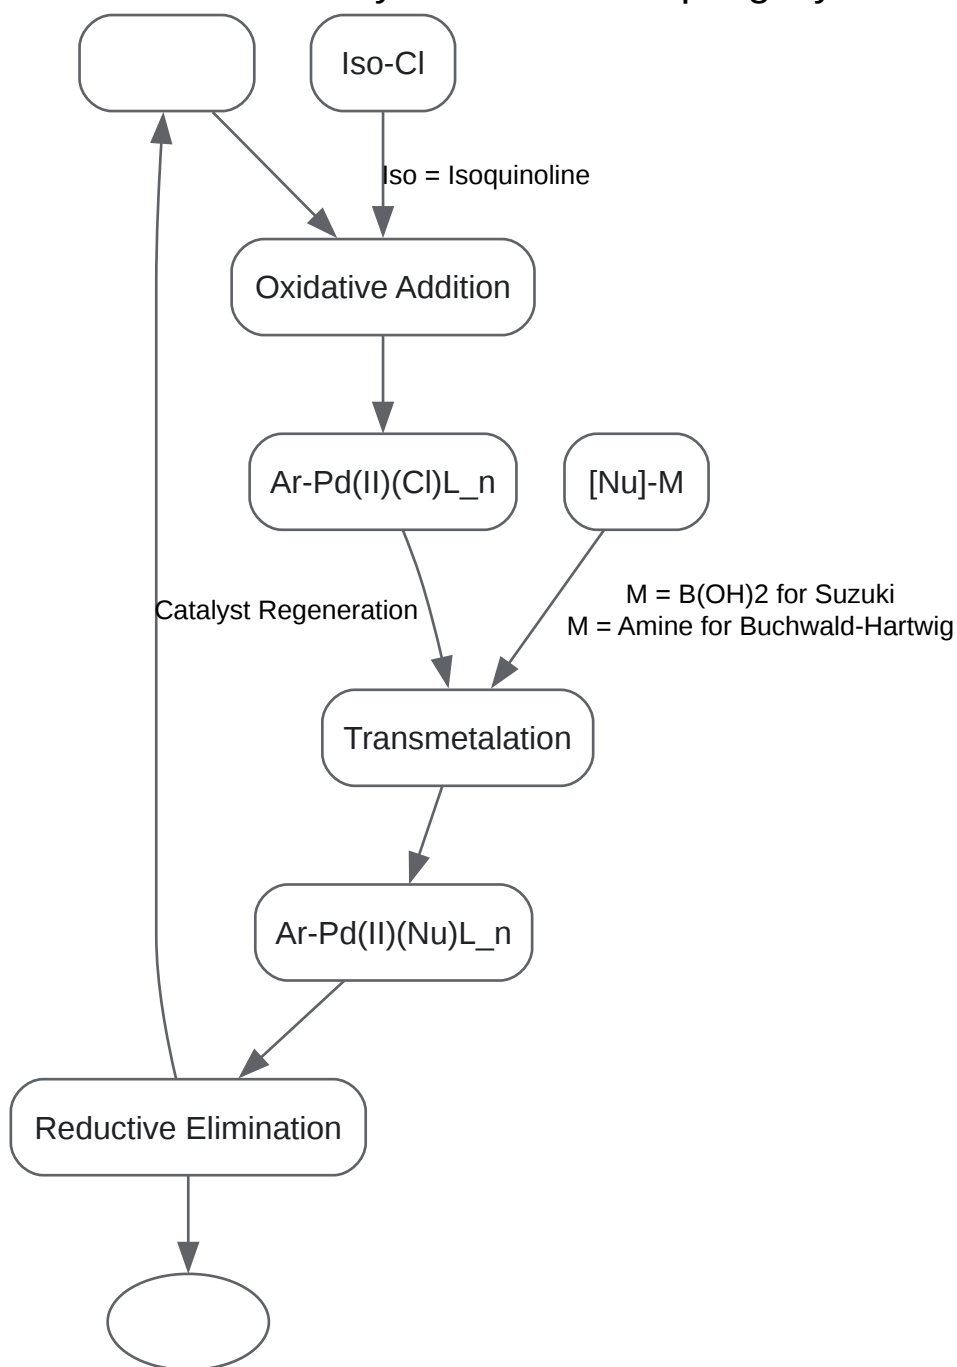 Iso-Cl
Iso = Isoquinoline
Oxidative Addition
Ar-Pd(II)(Cl)L_n
[Nu]-M
Catalyst Regeneration
M = B(OH)2 for Suzuki
M = Amine for Buchwald-Hartwig
Transmetalation
Ar-Pd(II)(Nu)L_n
Reductive Elimination